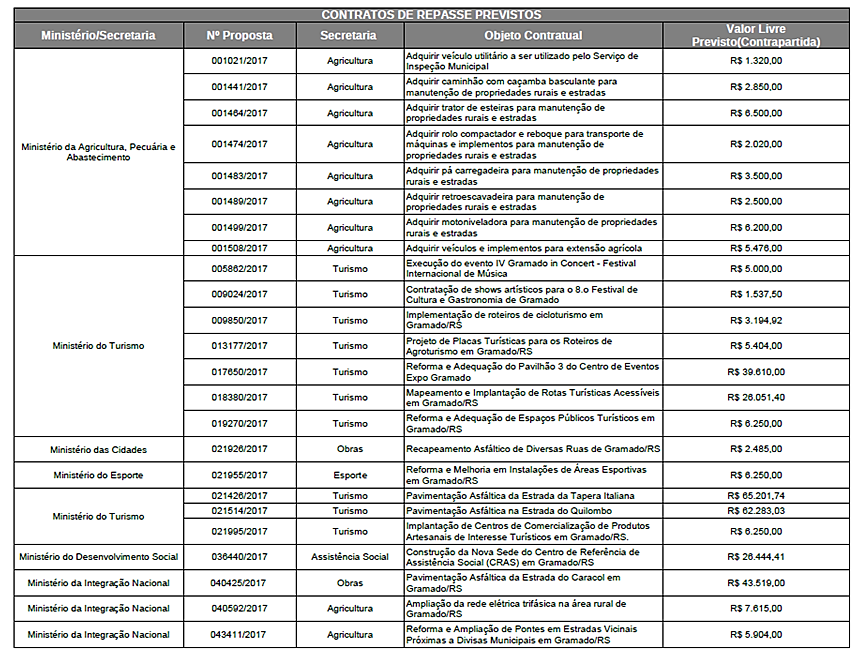 CONTRATOS DE REPASSE PREVISTOS
Ministério/Secretaria Nº Proposta Secretaria Objeto Contratual Valor Livre
Previsto(Contrapartida)
Ministério da Agricultura, Pecuária e
Abastecimento
001021/2017 Agricultura Adquirir veículo utilitário a ser utilizado pelo Serviço de
Inspeção Municipal R$ 1.320,00
001441/2017 Agricultura Adquirir caminhão com caçamba basculante para
manutenção de propriedades rurais e estradas R$ 2.850,00
001464/2017 Agricultura Adquirir trator de esteiras para manutenção de
propriedades rurais e estradas R$ 6.500,00
001474/2017 Agricultura Adquirir rolo compactador e reboque para transporte de
máquinas e implementos para manutenção de
propriedades rurais e estradas R$ 2.020,00
001483/2017 Agricultura Adquirir pá carregadeira para manutenção de propriedades
rurais e estradas R$ 3.500,00
001489/2017 Agricultura Adquirir retroescavadeira para manutenção de
propriedades rurais e estradas R$ 2.500,00
001499/2017 Agricultura Adquirir motoniveladora para manutenção de propriedades
rurais e estradas R$ 6.200,00
001508/2017 Agricultura Adquirir veículos e implementos para extensão agrícola R$ 5.476,00
Ministério do Turismo
005862/2017 Turismo Execução do evento IV Gramado in Concert - Festival
Internacional de Música R$ 5.000,00
009024/2017 Turismo Contratação de shows artísticos para o 8.o Festival de
Cultura e Gastronomia de Gramado R$ 1.537,50
009850/2017 Turismo Implementação de roteiros de cicloturismo em
Gramado/RS R$ 3.194,92
013177/2017 Turismo Projeto de Placas Turísticas para os Roteiros de
Agroturismo em Gramado/RS R$ 5.404,00
017650/2017 Turismo Reforma e Adequação do Pavilhão 3 do Centro de Eventos
Expo Gramado R$ 39.610,00
018380/2017 Turismo Mapeamento e Implantação de Rotas Turísticas Acessíveis
em Gramado/RS R$ 26.051,40
019270/2017 Turismo Reforma e Adequação de Espaços Públicos Turísticos em
Gramado/RS R$ 6.250,00
Ministério das Cidades 021926/2017 Obras Recapeamento Asfáltico de Diversas Ruas de Gramado/RS R$ 2.485,00
Ministério do Esporte 021955/2017 Esporte Reforma e Melhoria em Instalações de Áreas Esportivas
em Gramado/RS R$ 6.250,00
Ministério do Turismo
021426/2017 Turismo Pavimentação Asfáltica da Estrada da Tapera Italiana R$ 65.201,74
021514/2017 Turismo Pavimentação Asfáltica na Estrada do Quilombo R$ 62.283,03
021995/2017 Turismo Implantação de Centros de Comercialização de Produtos
Artesanais de Interesse Turísticos em Gramado/RS. R$ 6.250,00
Ministério do Desenvolvimento Social 036440/2017 Assistência Social Construção da Nova Sede do Centro de Referência de
Assistência Social (CRAS) em Gramado/RS R$ 26.444,41
Ministério da Integração Nacional 040425/2017 Obras Pavimentação Asfáltica da Estrada do Caracol em
Gramado/RS R$ 43.519,00
Ministério da Integração Nacional 040592/2017 Agricultura Ampliação da rede elétrica trifásica na área rural de
Gramado/RS R$ 7.615,00
Ministério da Integração Nacional 043411/2017 Agricultura Reforma e Ampliação de Pontes em Estradas Vicinais
Próximas a Divisas Municipais em Gramado/RS R$ 5.904,00